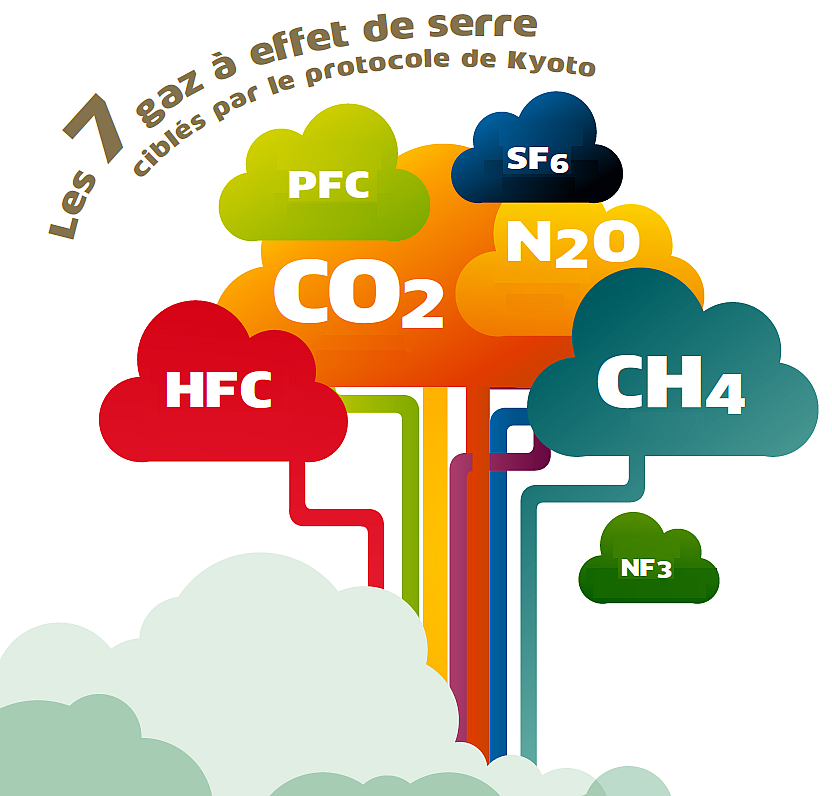 Les 7 gaz à effet de serre
ciblés par le protocole de Kyoto
PFC
SF6
N2O
CO2
HFC
CH4
NF3